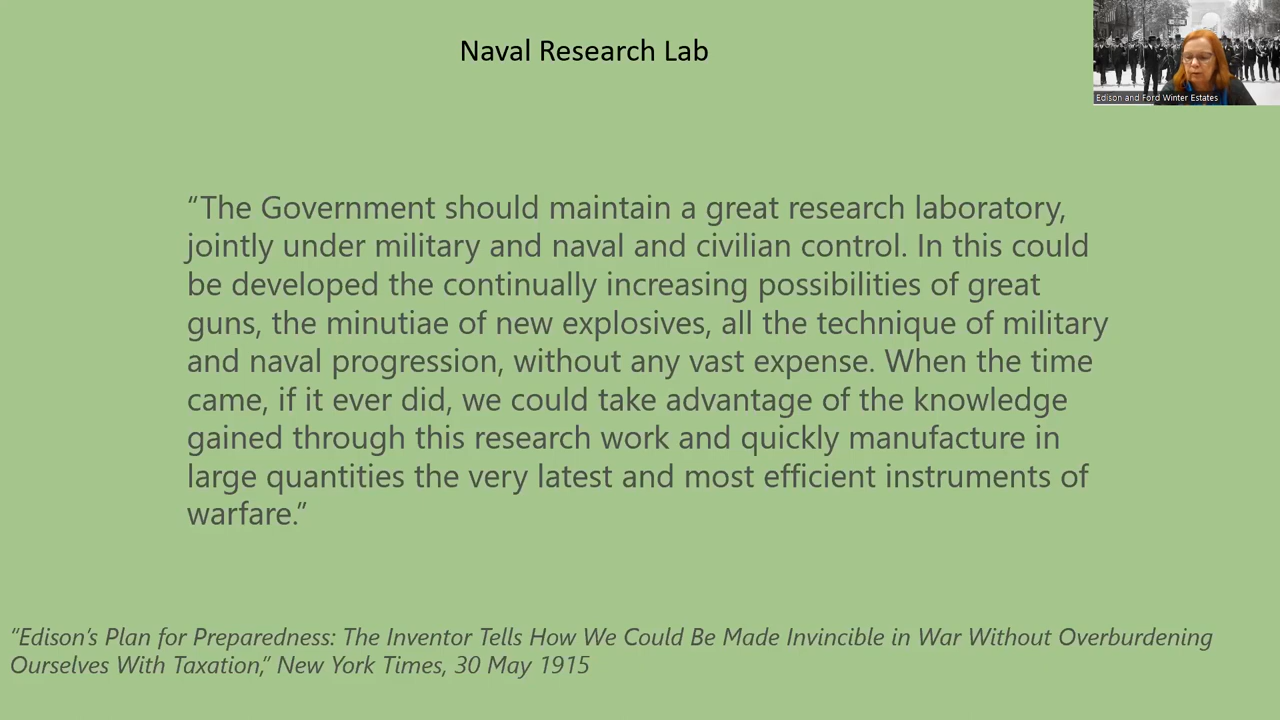 Naval Research Lab
Edison and Ford Winter Estates
“The Government should maintain a great research laboratory,
jointly under military and naval and civilian control. In this could
be developed the continually increasing possibilities of great
guns, the minutiae of new explosives, all the technique of military
and naval progression, without any vast expense. When the time
came, if it ever did, we could take advantage of the knowledge
gained through this research work and quickly manufacture in
large quantities the very latest and most efficient instruments of
warfare.”
“Edison’s Plan for Preparedness: The Inventor Tells How We Could Be Made Invincible in War Without Overburdening
Ourselves With Taxation,” New York Times, 30 May 1915